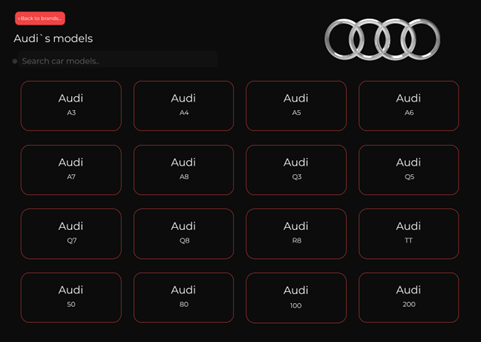 <Back to brands..
Audi`s models
Search car models..
Audi
A3
Audi
A4
Audi
A5
Audi
A6
Audi
A7
Audi
A8
Audi
Q3
Audi
Q5
Audi
Q7
Audi
Q8
Audi
R8
Audi
TT
Audi
50
Audi
80
Audi
100
Audi
200